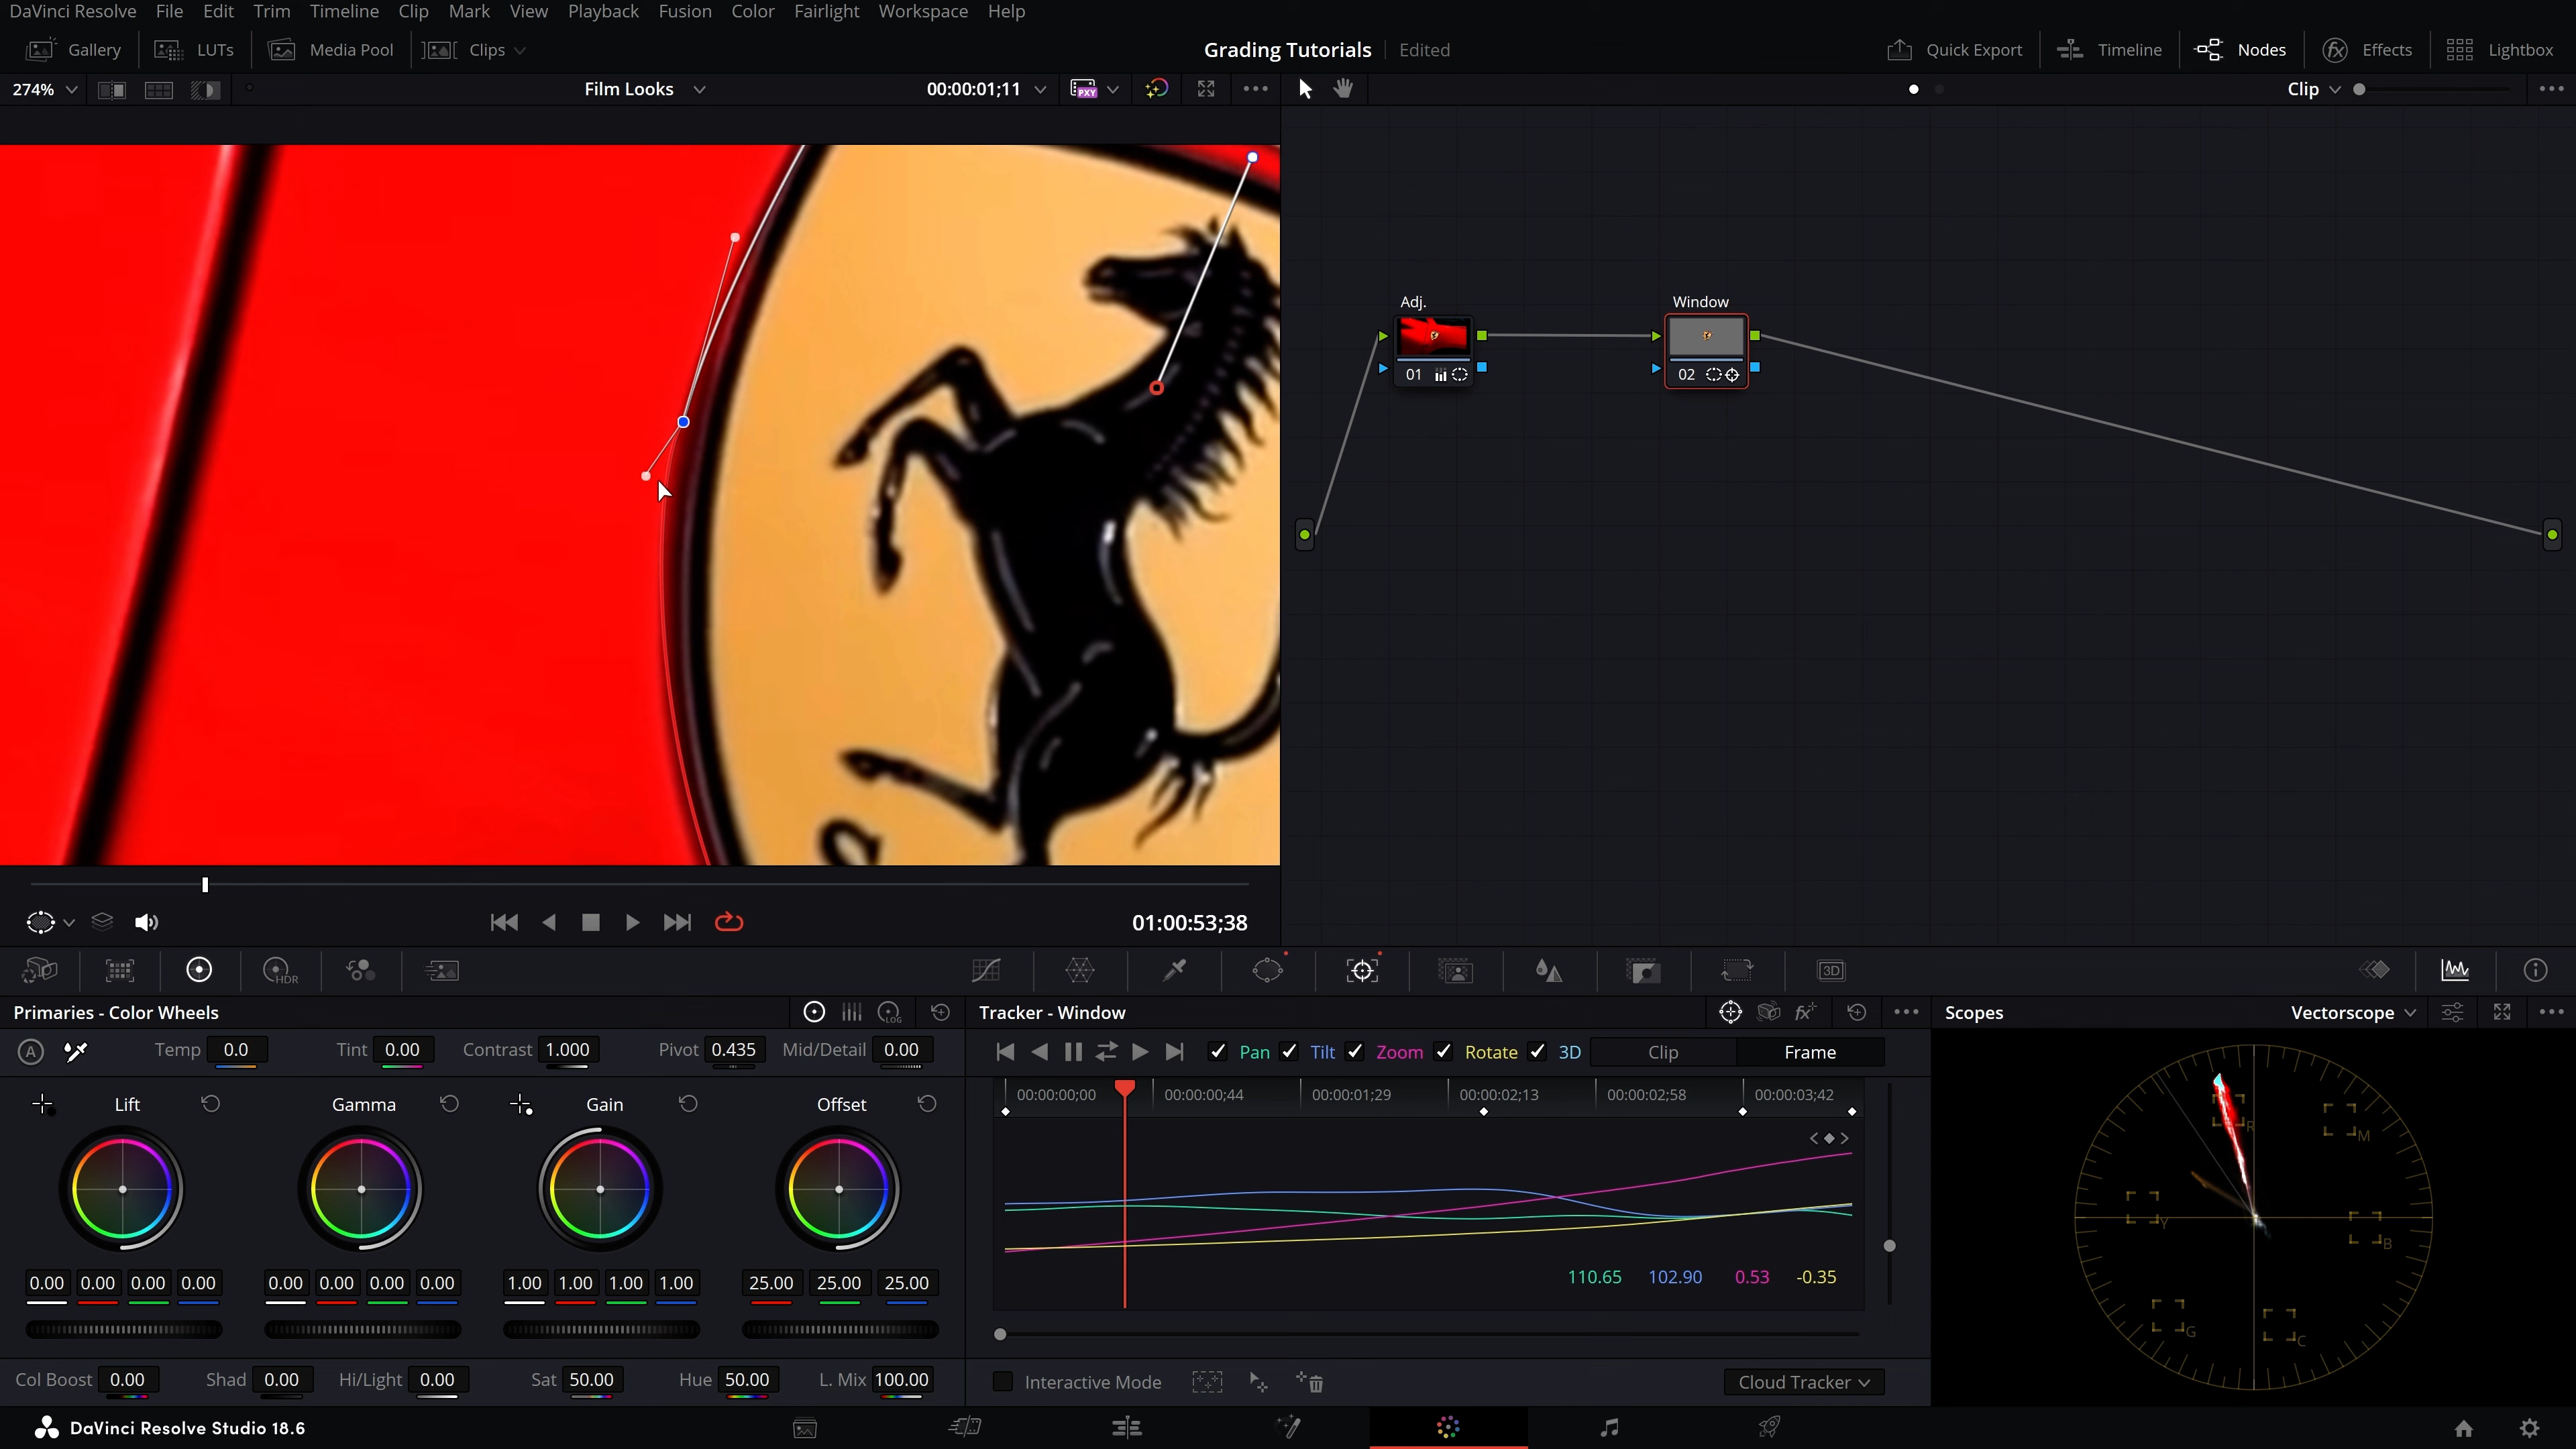 DaVinci Resolve File Edit Trim Timeline Clip Mark View Playback Fusion Color Fairlight Workspace Help
Gallery LUTs Media Pool Clips Grading Tutorials Edited Quick Export Timeline Nodes Effects Lightbox
274% Film Looks 00:00:01;11 PXY Clip
Adj. Window
01 02
01:00:53;38
HDR 3D
Primaries - Color Wheels LOG Tracker - Window fx Scopes Vectorscope
A Temp 0.0 Tint 0.00 Contrast 1.000 Pivot 0.435 Mid/Detail 0.00 Pan Tilt Zoom Rotate 3D Clip Frame
00:00:00;00 00:00:00;44 00:00:01;29 00:00:02;13 00:00:02;58 00:00:03;42
Lift Gamma Gain Offset
R M
Y B
G C
110.65 102.90 0.53 -0.35
0.00 0.00 0.00 0.00 0.00 0.00 0.00 0.00 1.00 1.00 1.00 1.00 25.00 25.00 25.00
Col Boost 0.00 Shad 0.00 Hi/Light 0.00 Sat 50.00 Hue 50.00 L. Mix 100.00 Interactive Mode Cloud Tracker
DaVinci Resolve Studio 18.6